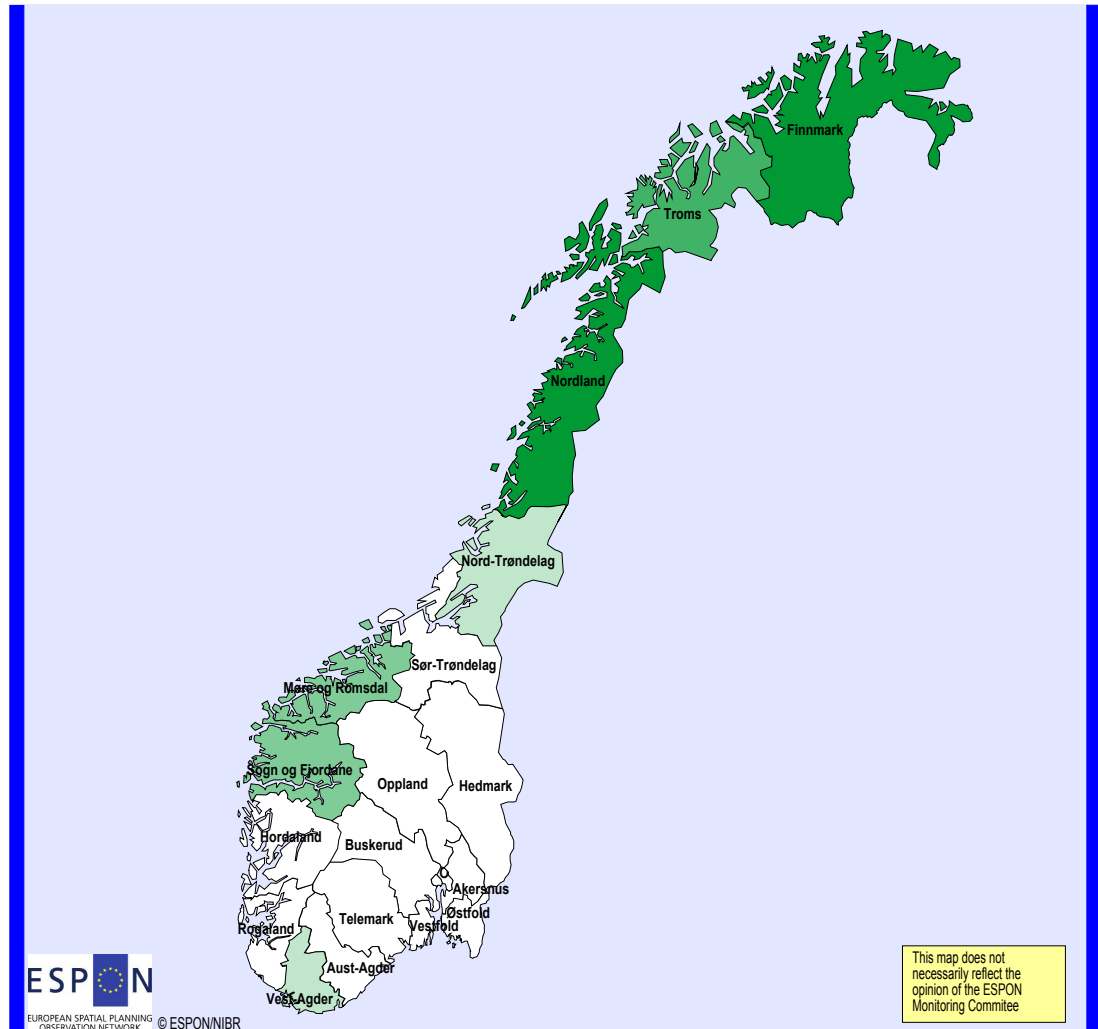 Finnmark
Troms
Nordland
Nord-Trøndelag
Sør-Trøndelag
Møre og Romsdal
Sogn og Fjordane
Oppland
Hedmark
Hordaland
Buskerud
Akershus
Telemark
Østfold
Vestfold
Rogaland
Aust-Agder
Vest-Agder
ESPON
EUROPEAN SPATIAL PLANNING
OBSERVATION NETWORK
© ESPON/NIBR
This map does not
necessarily reflect the
opinion of the ESPON
Monitoring Commitee